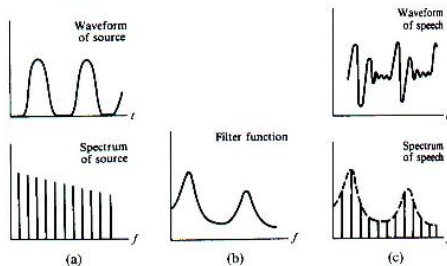 Waveform
of source
t
Spectrum
of source
f
(a)
Filter function
f
(b)
Waveform
of speech
Spectrum
of speech
f
(c)